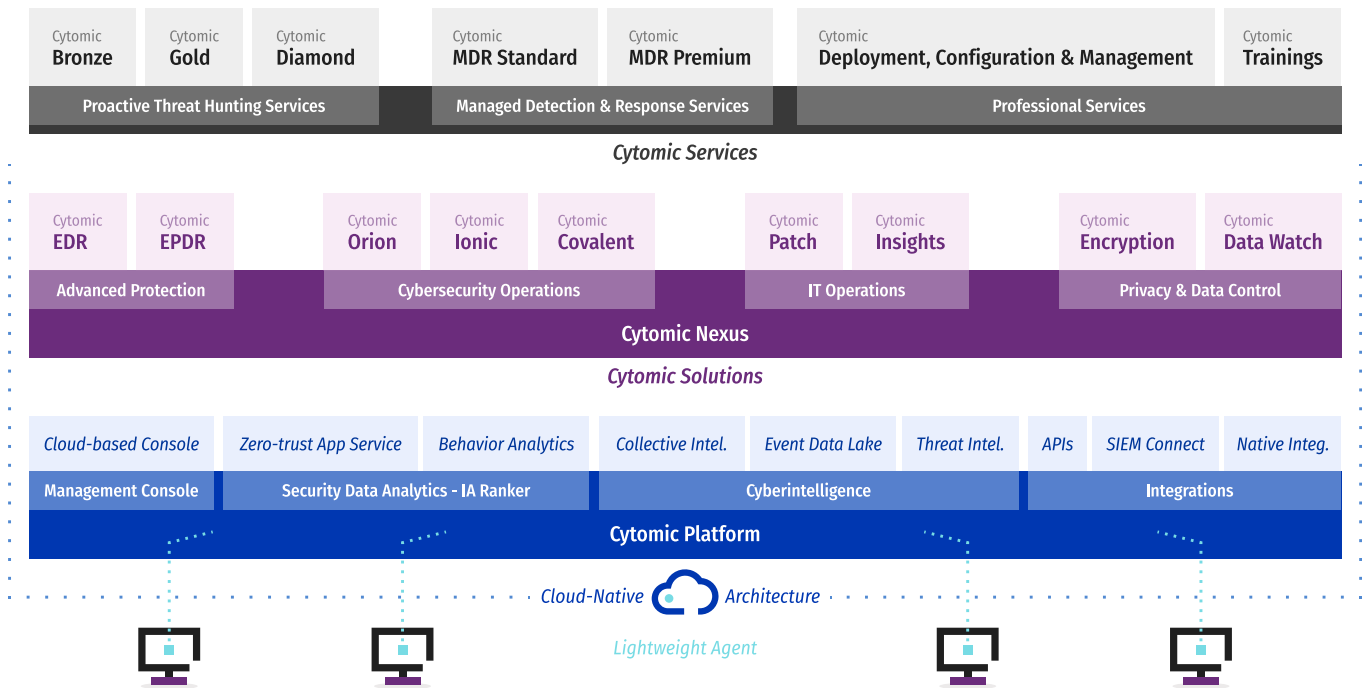 Cytomic
Bronze
Cytomic
Gold
Cytomic
Diamond
Cytomic
MDR Standard
Cytomic
MDR Premium
Cytomic
Deployment, Configuration & Management
Cytomic
Trainings
Proactive Threat Hunting Services
Managed Detection & Response Services
Professional Services
Cytomic Services
Cytomic
EDR
Cytomic
EPDR
Cytomic
Orion
Cytomic
Ionic
Cytomic
Covalent
Cytomic
Patch
Cytomic
Insights
Cytomic
Encryption
Cytomic
Data Watch
Advanced Protection
Cybersecurity Operations
IT Operations
Privacy & Data Control
Cytomic Nexus
Cytomic Solutions
Cloud-based Console
Zero-trust App Service
Behavior Analytics
Collective Intel.
Event Data Lake
Threat Intel.
APIs
SIEM Connect
Native Integ.
Management Console
Security Data Analytics - IA Ranker
Cyberintelligence
Integrations
Cytomic Platform
Cloud-Native Architecture
Lightweight Agent